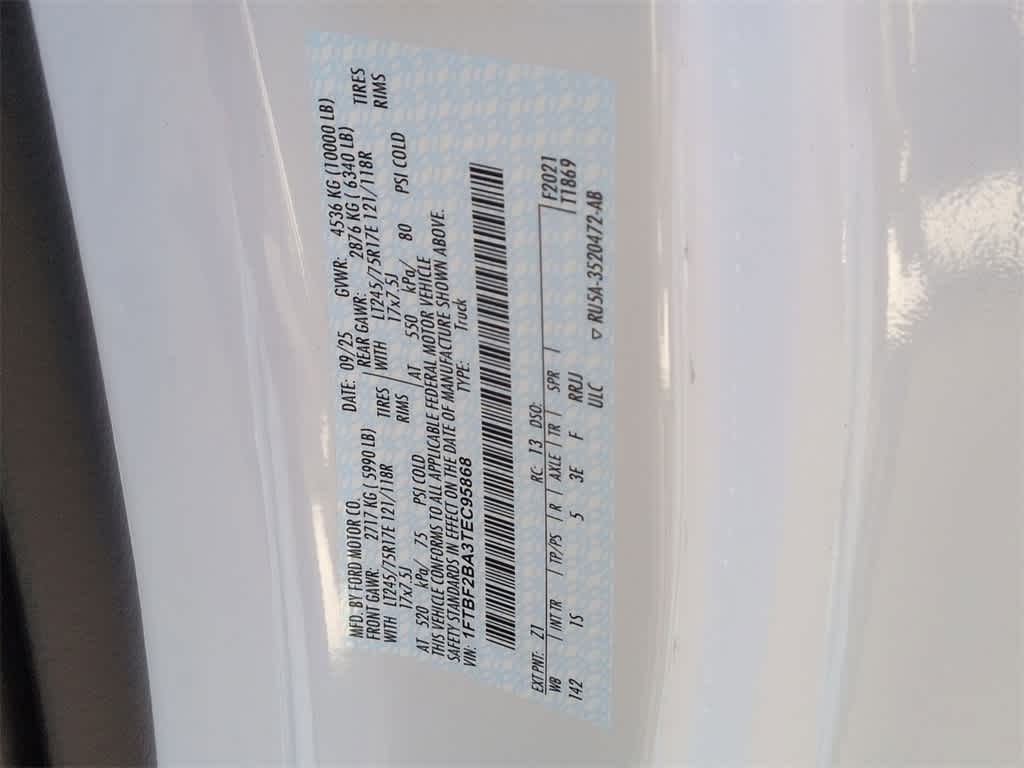 MFD. BY FORD MOTOR CO. DATE: 09/25 GVWR: 4536 KG (10000 LB)
FRONT GAWR: 2717 KG ( 5990 LB) REAR GAWR: 2876 KG ( 6340 LB)
WITH LT245/75R17E 121/118R TIRES WITH LT245/75R17E 121/118R TIRES
17x7.5J RIMS 17x7.5J RIMS
AT 520 kPa/ 75 PSI COLD AT 550 kPa/ 80 PSI COLD
THIS VEHICLE CONFORMS TO ALL APPLICABLE FEDERAL MOTOR VEHICLE
SAFETY STANDARDS IN EFFECT ON THE DATE OF MANUFACTURE SHOWN ABOVE.
VIN: 1FTBF2BA3TEC95868 TYPE: Truck
EXT PNT: Z1 RC: 13 DSO: F2021
WB INT TR TP/PS R AXLE TR SPR T1869
142 TS 5 3E F RRJJ
ULC ▽ RU5A-3520472-AB